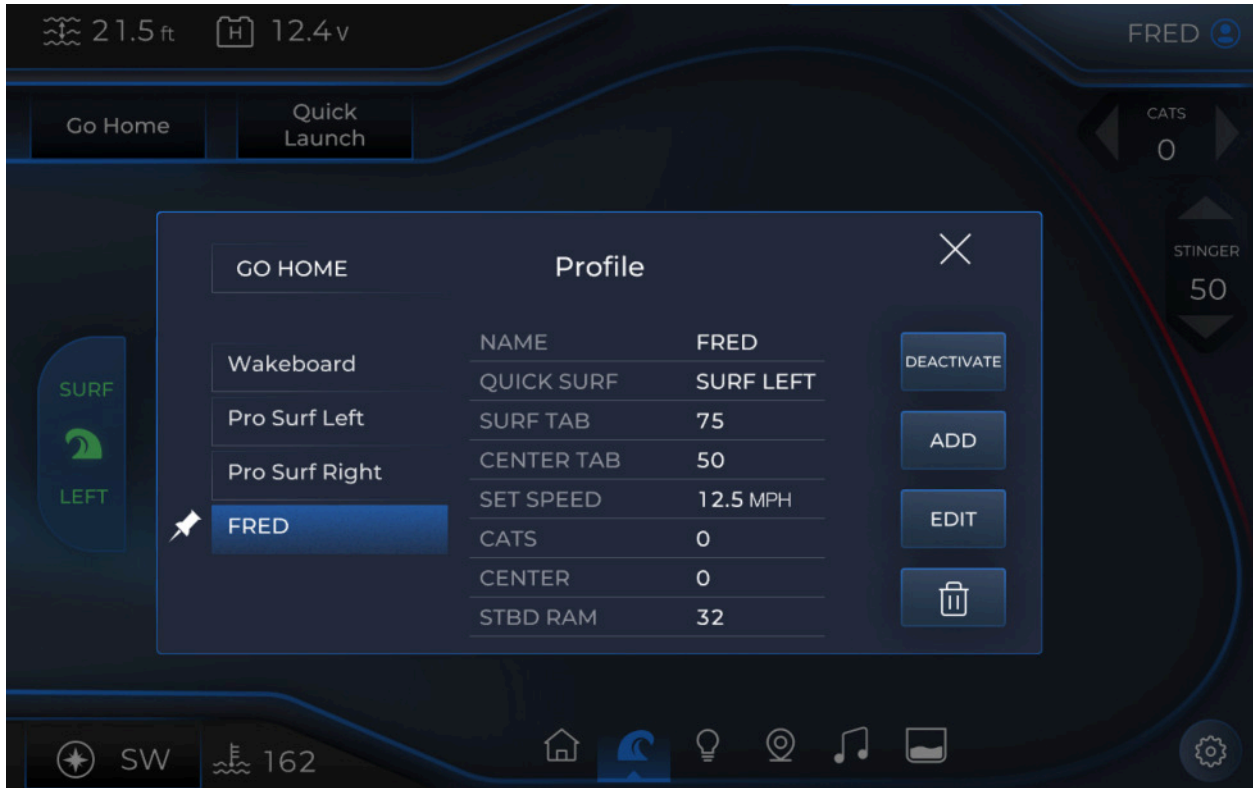 21.5 ft
H 12.4 V
FRED
Go Home
Quick
Launch
CATS
0
STINGER
50
SURF
LEFT
GO HOME
Profile
Wakeboard
Pro Surf Left
Pro Surf Right
FRED
NAME FRED
QUICK SURF SURF LEFT
SURF TAB 75
CENTER TAB 50
SET SPEED 12.5 MPH
CATS 0
CENTER 0
STBD RAM 32
DEACTIVATE
ADD
EDIT
SW
162